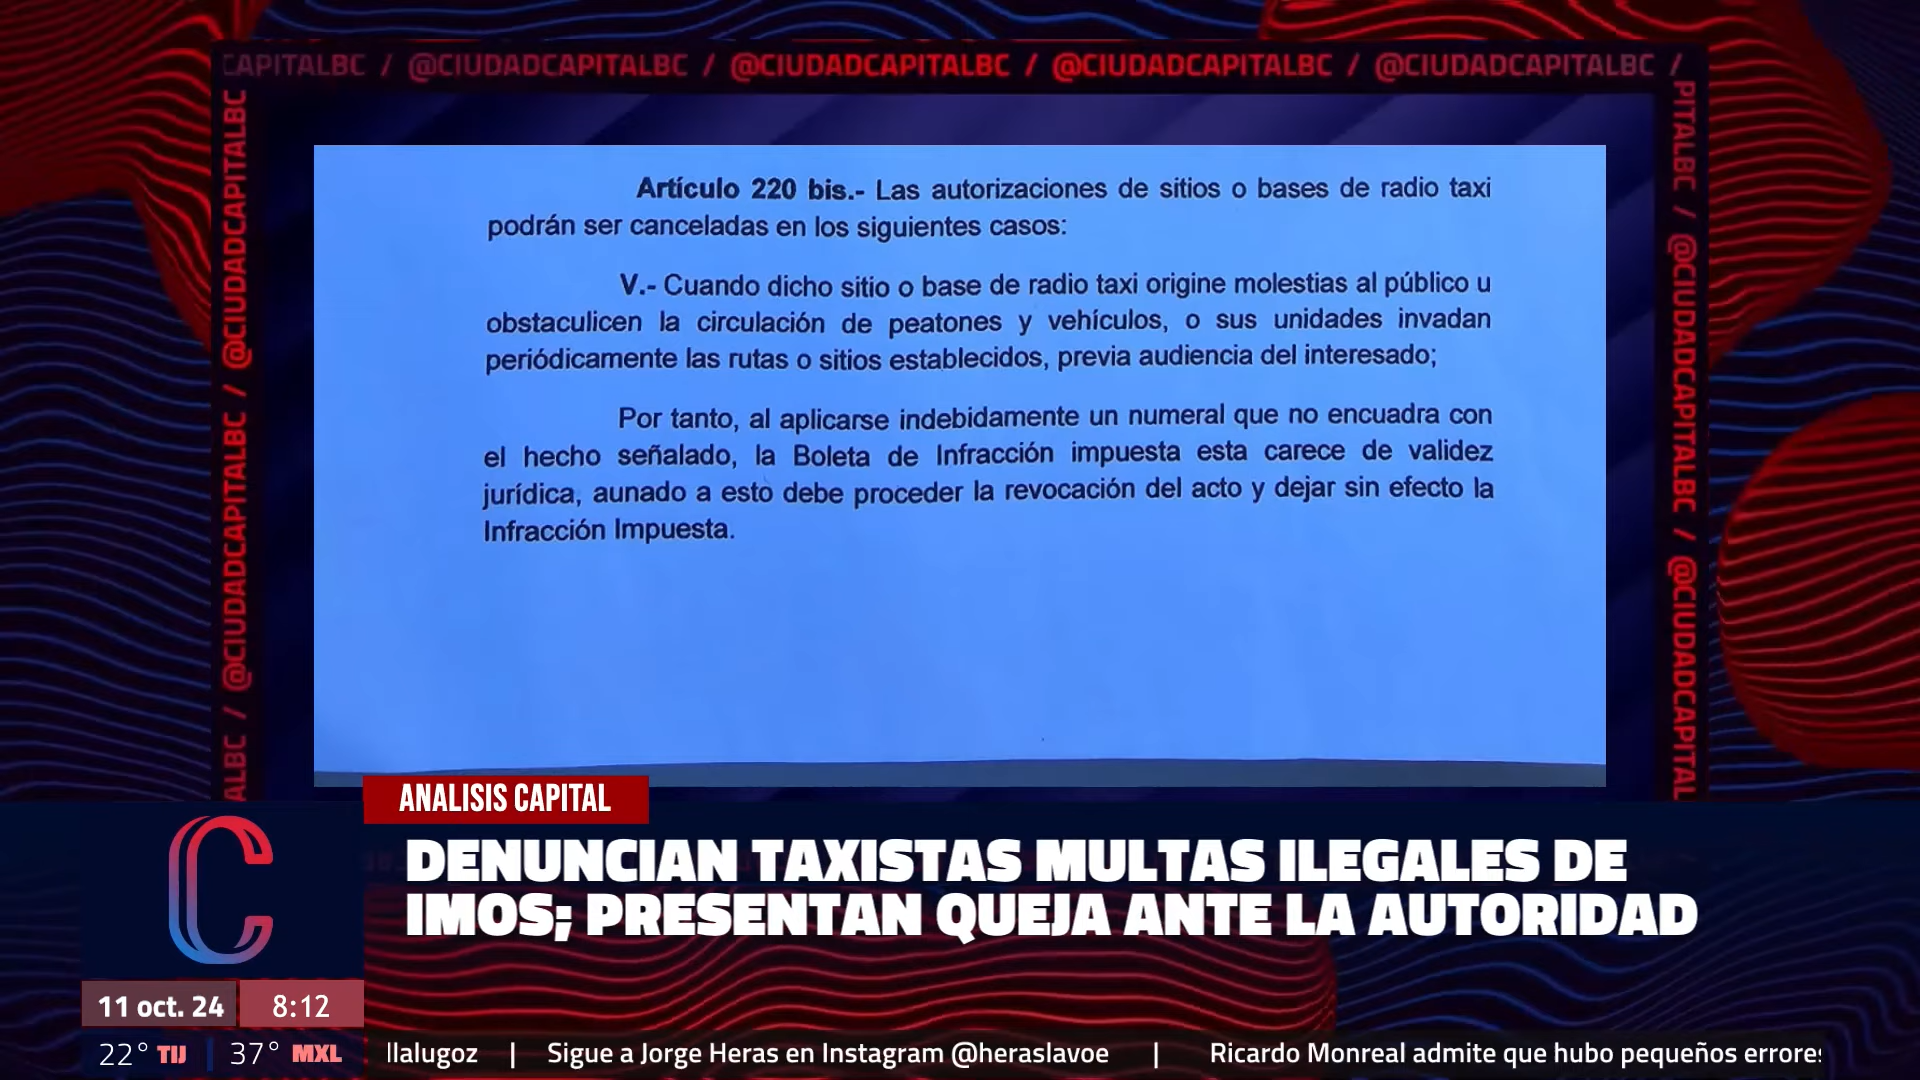 CAPITALBC / @CIUDADCAPITALBC / @CIUDADCAPITALBC / @CIUDADCAPITALBC / @CIUDADCAPITALBC /
ALBC / @CIUDADCAPITALBC / @CIUDADCAPITALBC
PITALBC / @CIUDADCAPITALBC / @CIUDADCAPITAL
Artículo 220 bis.- Las autorizaciones de sitios o bases de radio taxi
podrán ser canceladas en los siguientes casos:
V.- Cuando dicho sitio o base de radio taxi origine molestias al público u
obstaculicen la circulación de peatones y vehículos, o sus unidades invadan
periódicamente las rutas o sitios establecidos, previa audiencia del interesado;
Por tanto, al aplicarse indebidamente un numeral que no encuadra con
el hecho señalado, la Boleta de Infracción impuesta esta carece de validez
jurídica, aunado a esto debe proceder la revocación del acto y dejar sin efecto la
Infracción Impuesta.
ANALISIS CAPITAL
DENUNCIAN TAXISTAS MULTAS ILEGALES DE
IMOS; PRESENTAN QUEJA ANTE LA AUTORIDAD
C
11 oct. 24 8:12
22° TIJ | 37° MXL
llalugoz | Sigue a Jorge Heras en Instagram @heraslavoe | Ricardo Monreal admite que hubo pequeños errores